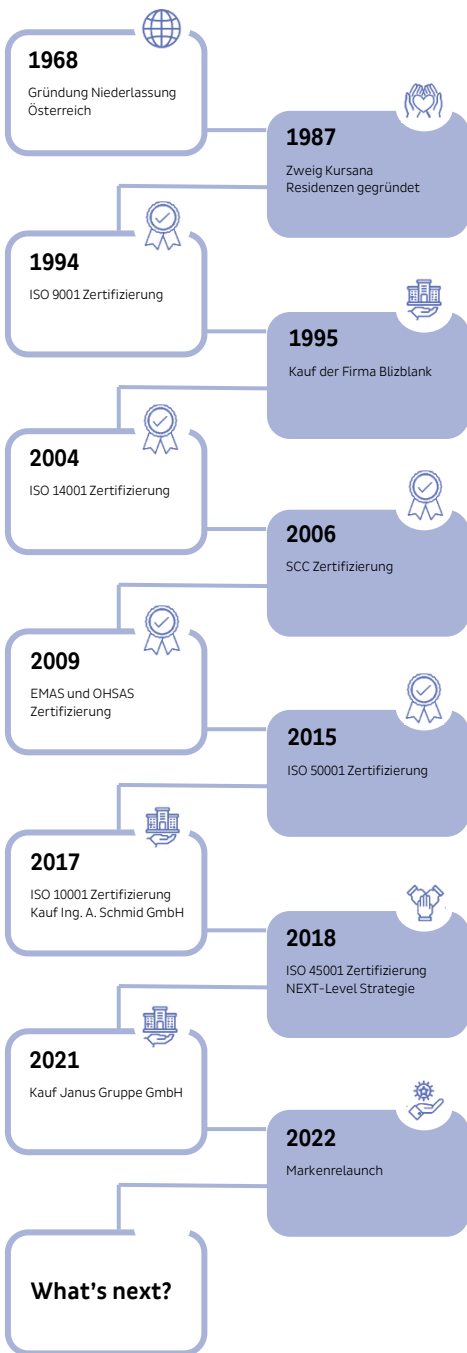 1968
Gründung Niederlassung
Österreich
1987
Zweig Kursana
Residenzen gegründet
1994
ISO 9001 Zertifizierung
1995
Kauf der Firma Blizblank
2004
ISO 14001 Zertifizierung
2006
SCC Zertifizierung
2009
EMAS und OHSAS
Zertifizierung
2015
ISO 50001 Zertifizierung
2017
ISO 10001 Zertifizierung
Kauf Ing. A. Schmid GmbH
2018
ISO 45001 Zertifizierung
NEXT-Level Strategie
2021
Kauf Janus Gruppe GmbH
2022
Markenrelaunch
What's next?